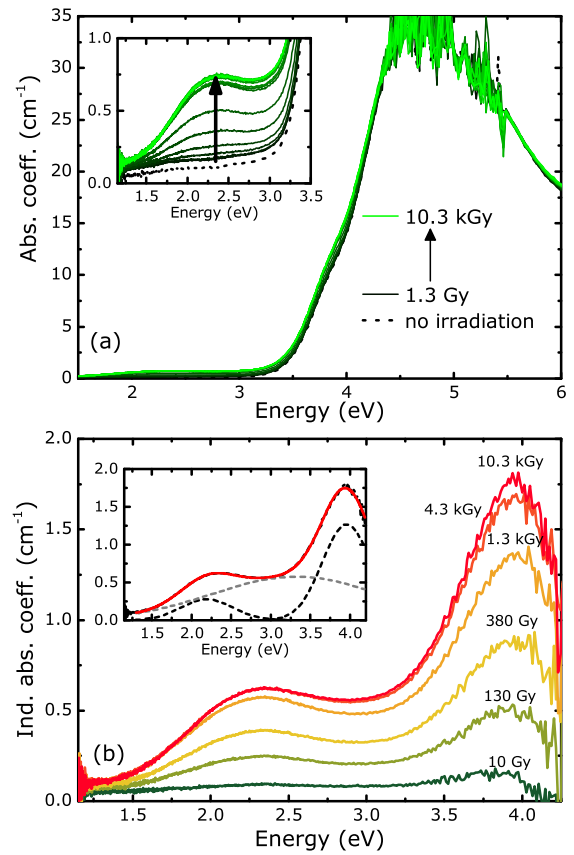 35
30
25
20
15
10
5
0
Abs. coeff. (cm⁻¹)
1.0
0.5
0.0
1.5 2.0 2.5 3.0 3.5
Energy (eV)
10.3 kGy
1.3 Gy
no irradiation
(a)
2 3 4 5 6
Energy (eV)
2.0
1.5
1.0
0.5
0.0
Ind. abs. coeff. (cm⁻¹)
2.0
1.5
1.0
0.5
0.0
1.5 2.0 2.5 3.0 3.5 4.0
Energy (eV)
10.3 kGy
4.3 kGy
1.3 kGy
380 Gy
130 Gy
10 Gy
(b)
1.5 2.0 2.5 3.0 3.5 4.0
Energy (eV)